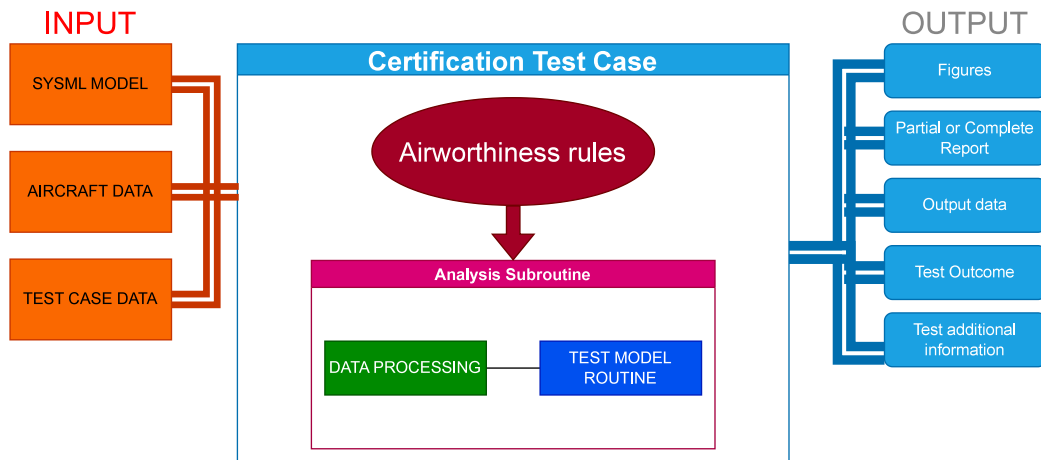 INPUT
SYSML MODEL
AIRCRAFT DATA
TEST CASE DATA
Certification Test Case
Airworthiness rules
Analysis Subroutine
DATA PROCESSING
TEST MODEL
ROUTINE
OUTPUT
Figures
Partial or Complete
Report
Output data
Test Outcome
Test additional
information